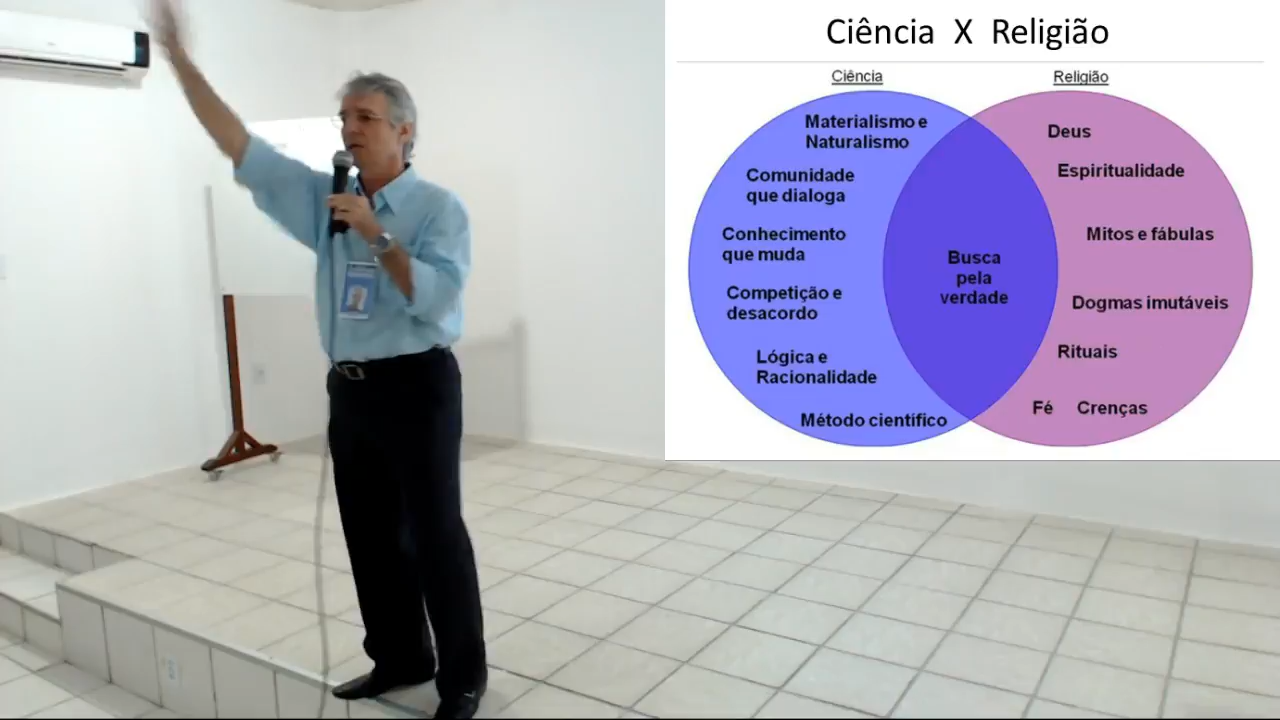 Ciência X Religião
Ciência
Religião
Materialismo e
Naturalismo
Comunidade
que dialoga
Conhecimento
que muda
Competição e
desacordo
Lógica e
Racionalidade
Método científico
Busca
pela
verdade
Deus
Espiritualidade
Mitos e fábulas
Dogmas imutáveis
Rituais
Fé Crenças